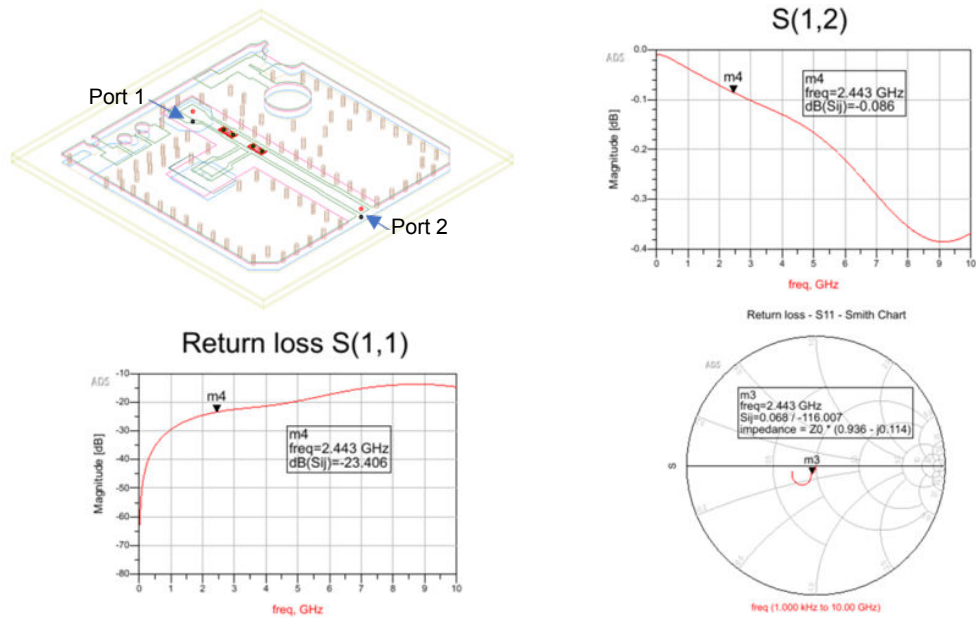 Port 1
Port 2
S(1,2)
ADS
m4
m4
freq=2.443 GHz
dB(Sij)=-0.086
Magnitude [dB]
0.0
-0.1
-0.2
-0.3
-0.4
0 1 2 3 4 5 6 7 8 9 10
freq, GHz
Return loss S(1,1)
ADS
m4
m4
freq=2.443 GHz
dB(Sij)=-23.406
Magnitude [dB]
-10
-20
-30
-40
-50
-60
-70
-80
0 1 2 3 4 5 6 7 8 9 10
freq, GHz
Return loss - S11 - Smith Chart
ADS
m3
freq=2.443 GHz
Sij=0.068 / -116.007
impedance = Z0 * (0.936 - j0.114)
m3
S
freq (1.000 kHz to 10.00 GHz)